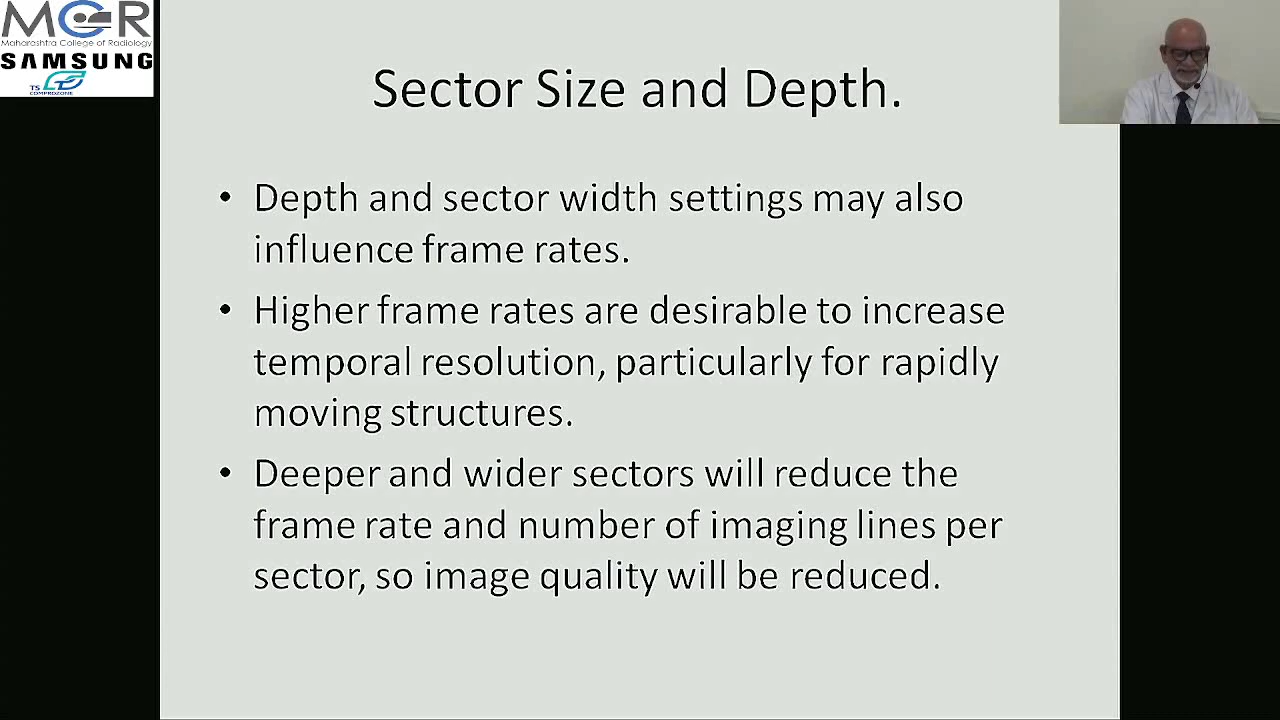 MCR
Maharashtra College of Radiology
SAMSUNG
TS
COMPROZONE
Sector Size and Depth.
• Depth and sector width settings may also
influence frame rates.
• Higher frame rates are desirable to increase
temporal resolution, particularly for rapidly
moving structures.
• Deeper and wider sectors will reduce the
frame rate and number of imaging lines per
sector, so image quality will be reduced.